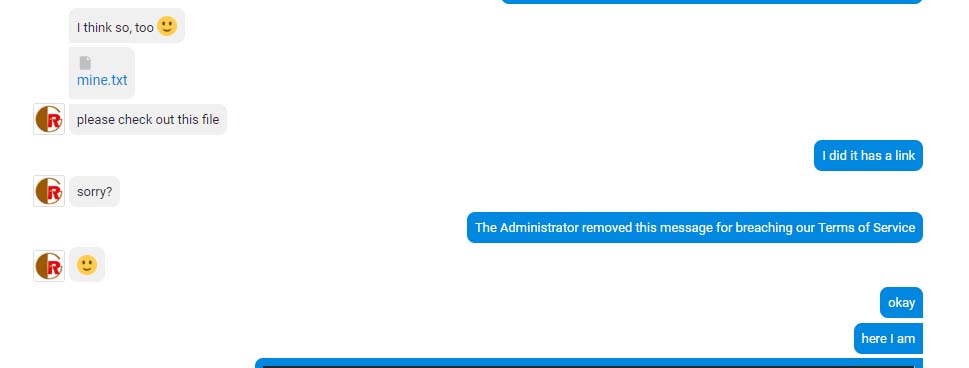 I think so, too
mine.txt
please check out this file
I did it has a link
sorry?
The Administrator removed this message for breaching our Terms of Service
okay
here I am